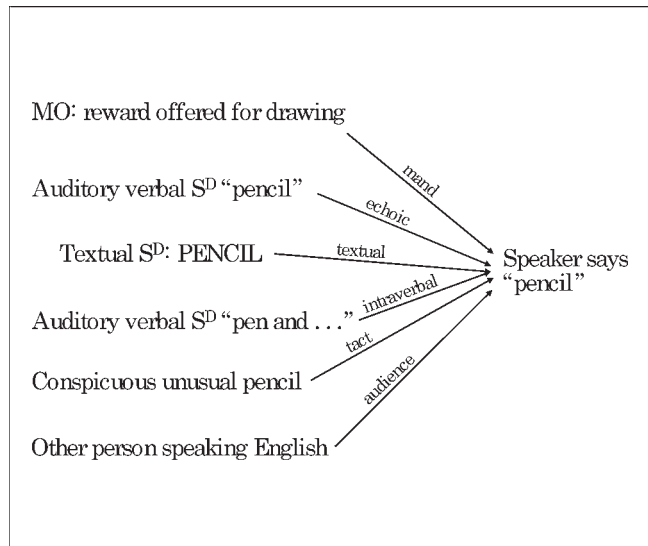 MO: reward offered for drawing
mand
Auditory verbal Sᴰ “pencil”
echoic
Textual Sᴰ: PENCIL
textual
Speaker says
“pencil”
Auditory verbal Sᴰ “pen and . . .”
intraverbal
tact
Conspicuous unusual pencil
audience
Other person speaking English